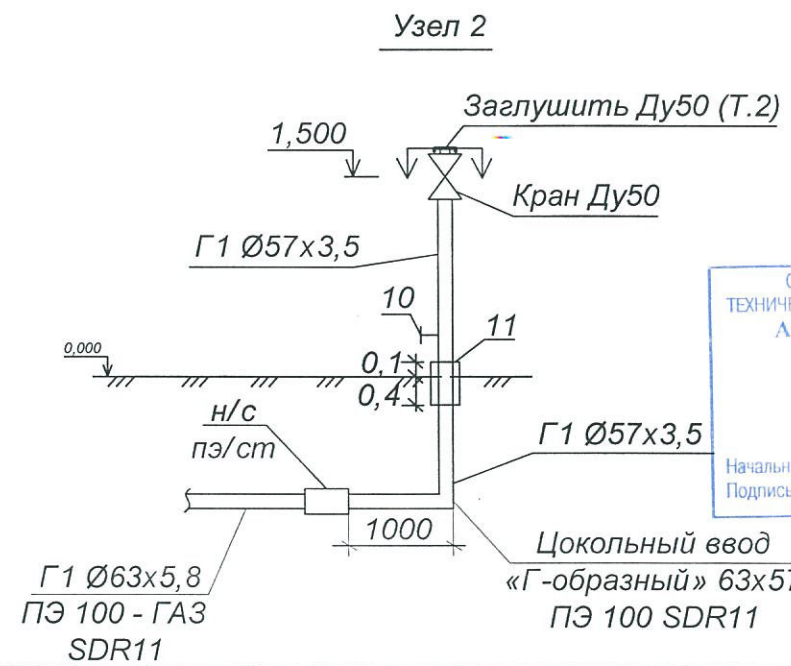 Узел 2
Заглушить Ду50 (Т.2)
1,500
Кран Ду50
Г1 Ø57х3,5
10
11
0,000
0,1
0,4
н/с
пэ/ст
Г1 Ø57х3,5
1000
Г1 Ø63х5,8
ПЭ 100 - ГАЗ
SDR11
Цокольный ввод
«Г-образный» 63х57
ПЭ 100 SDR11
Подпись